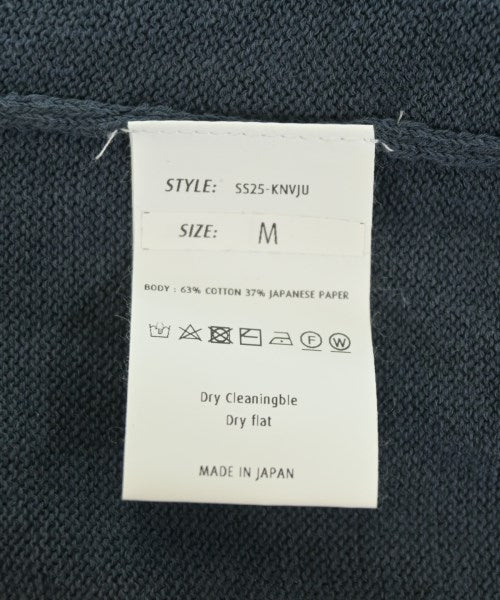 STYLE: SS25-KNVJU
SIZE: M
BODY : 63% COTTON 37% JAPANESE PAPER
F W
Dry Cleaningble
Dry flat
MADE IN JAPAN